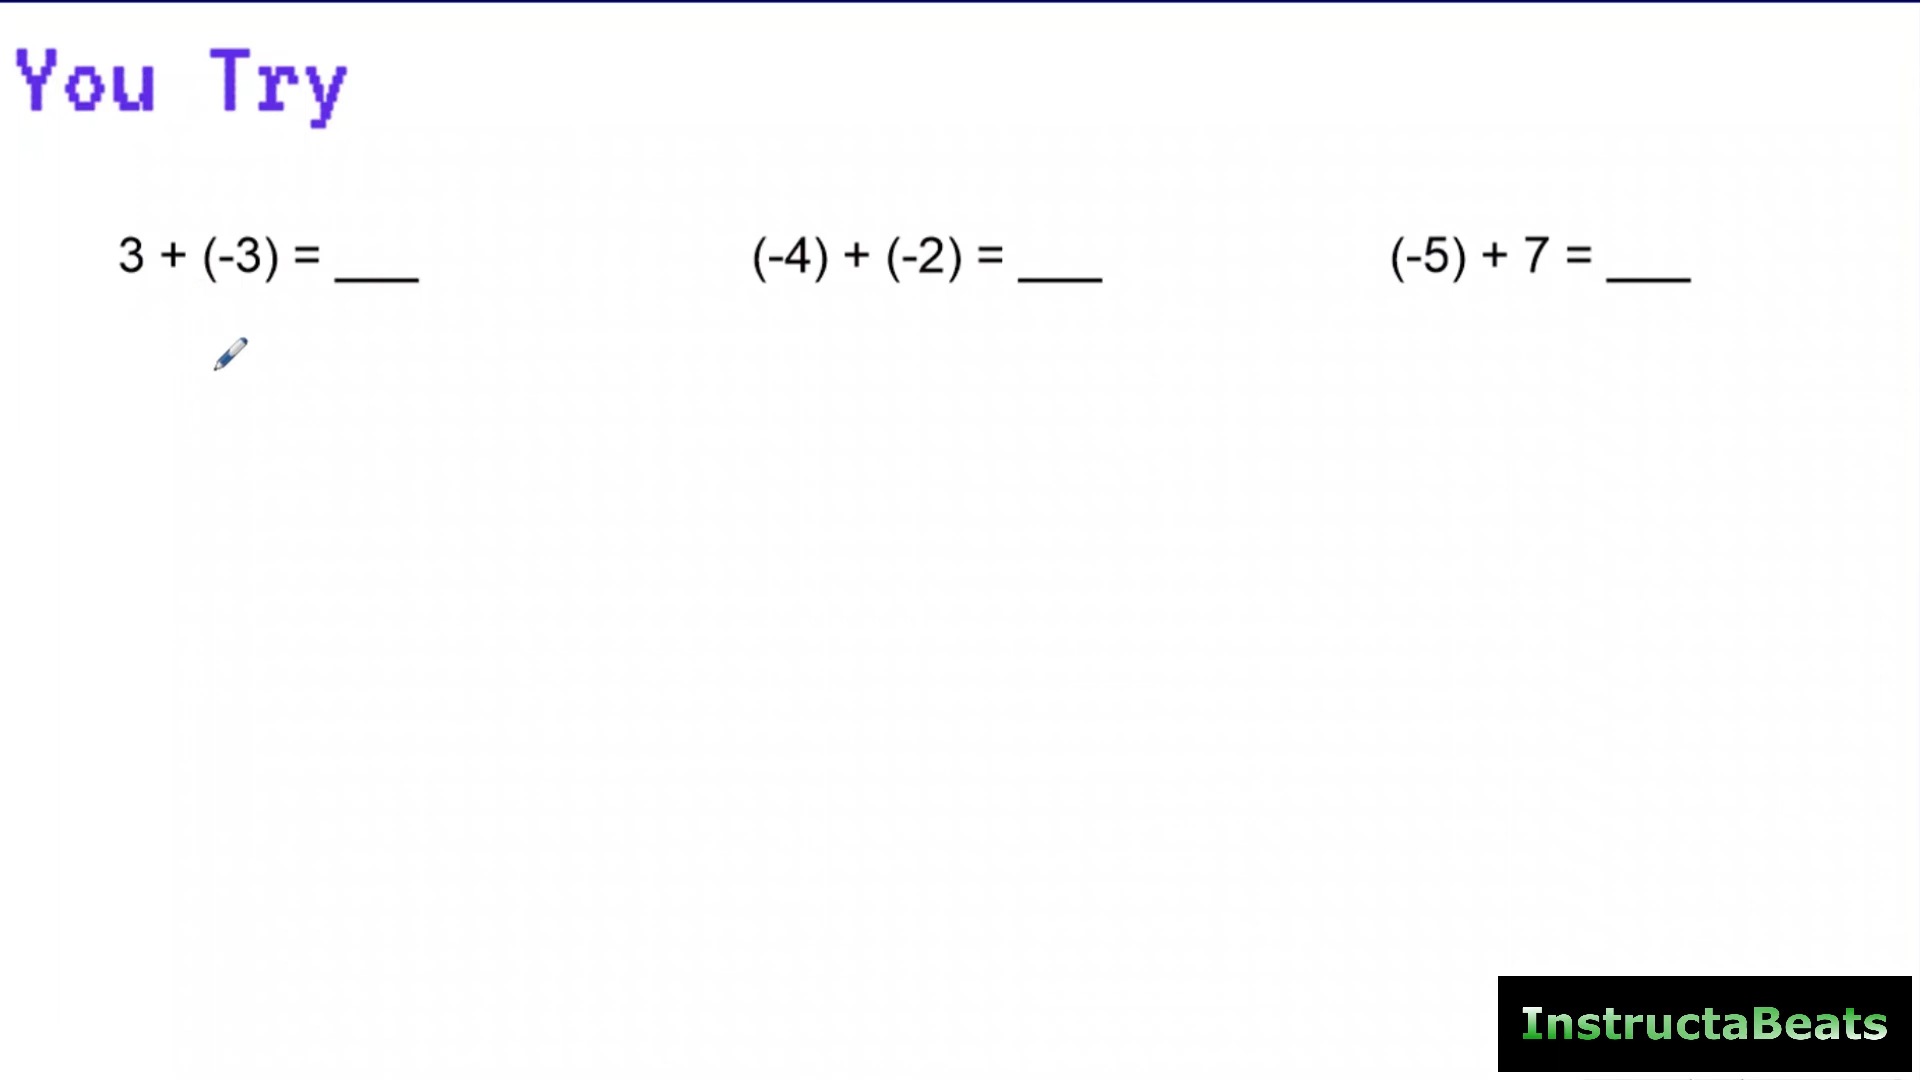 You Try
3 + (-3) = ___
(-4) + (-2) = ___
(-5) + 7 = ___
InstructaBeats